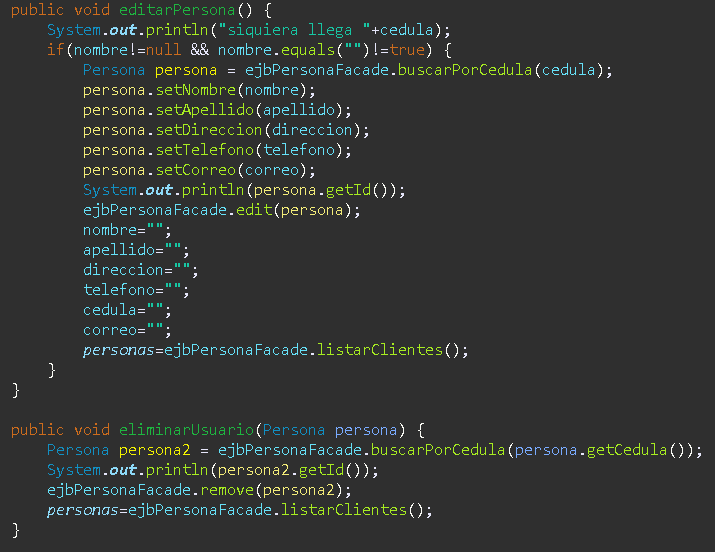 public void editarPersona() {
System.out.println("siquiera llega "+cedula);
if(nombre!=null && nombre.equals("")!=true) {
Persona persona = ejbPersonaFacade.buscarPorCedula(cedula);
persona.setNombre(nombre);
persona.setApellido(apellido);
persona.setDireccion(direccion);
persona.setTelefono(telefono);
persona.setCorreo(correo);
System.out.println(persona.getId());
ejbPersonaFacade.edit(persona);
nombre="";
apellido="";
direccion="";
telefono="";
cedula="";
correo="";
personas=ejbPersonaFacade.listarClientes();
}
}
public void eliminarUsuario(Persona persona) {
Persona persona2 = ejbPersonaFacade.buscarPorCedula(persona.getCedula());
System.out.println(persona2.getId());
ejbPersonaFacade.remove(persona2);
personas=ejbPersonaFacade.listarClientes();
}